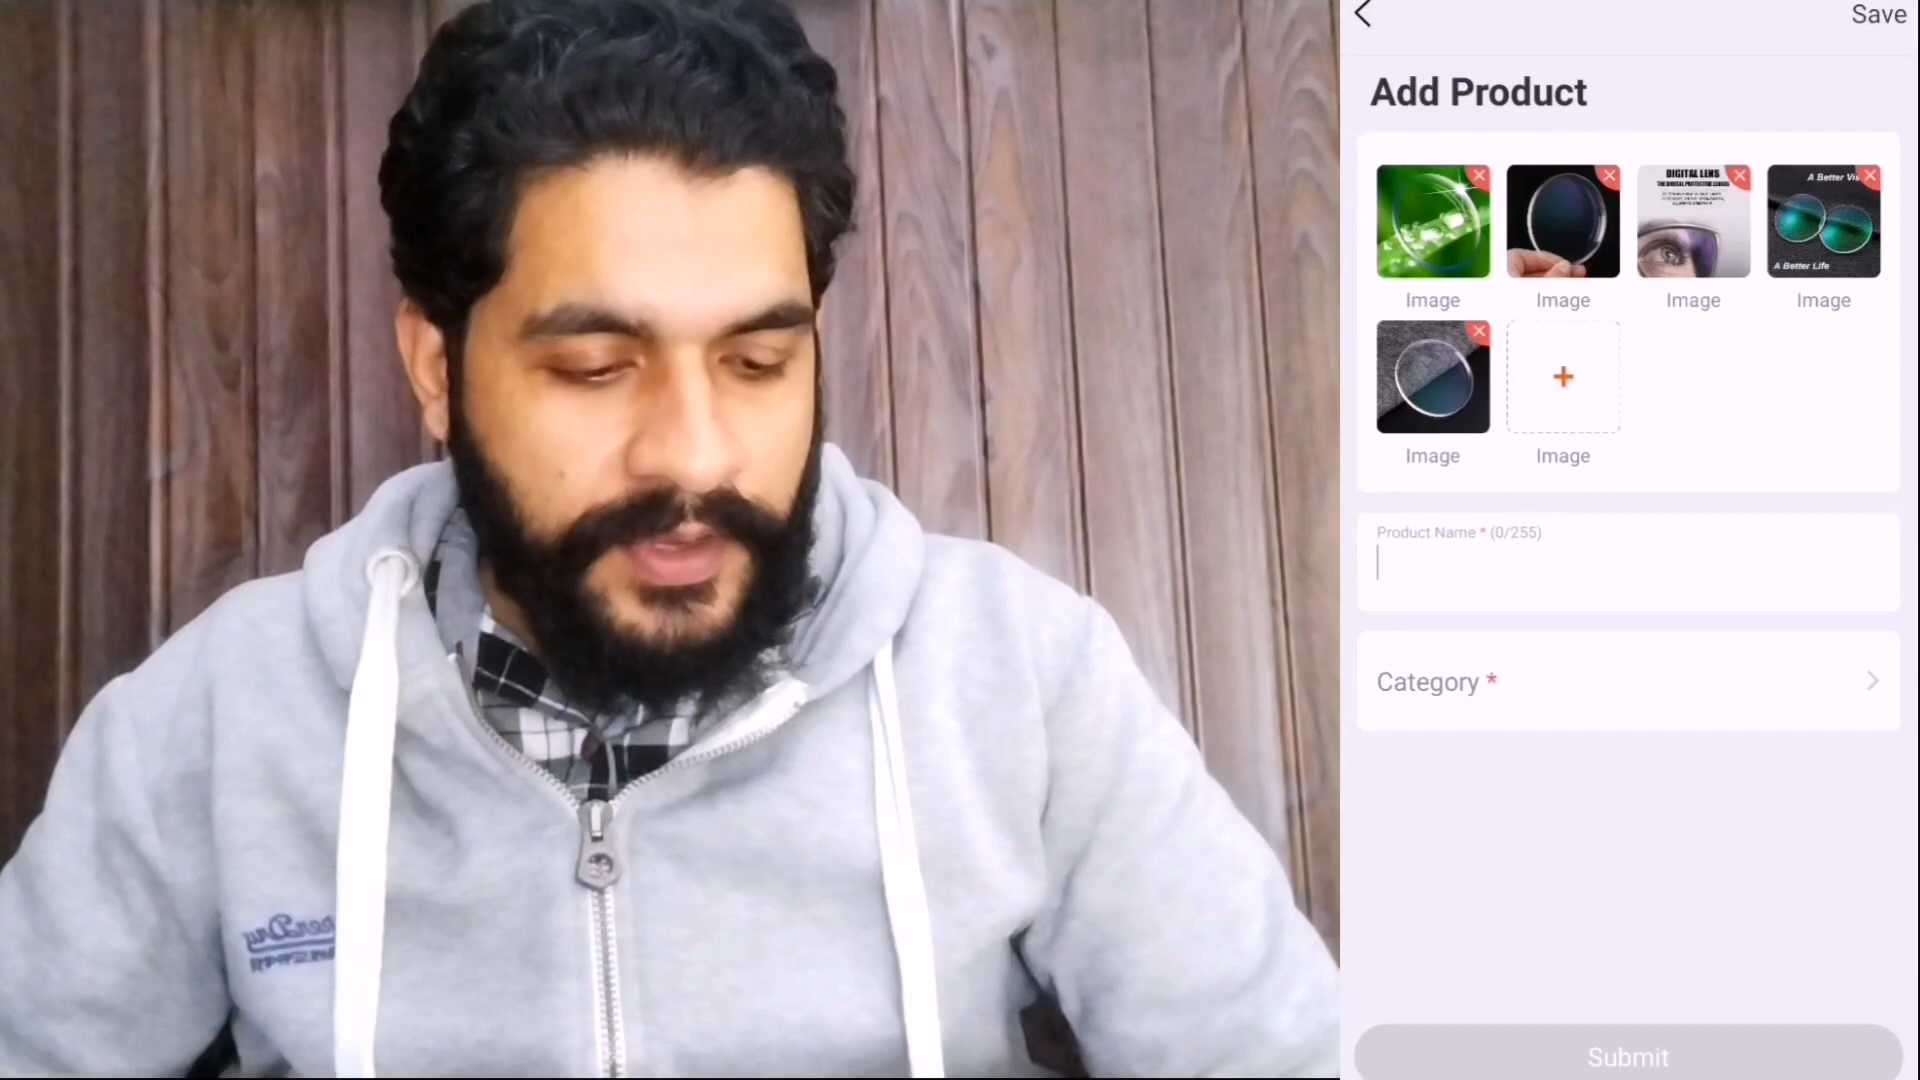 Save
Add Product
DIGITAL LENS
A Better Vis
A Better Life
Image
Image
Image
Image
Image
Image
Product Name * (0/255)
Category *
Submit